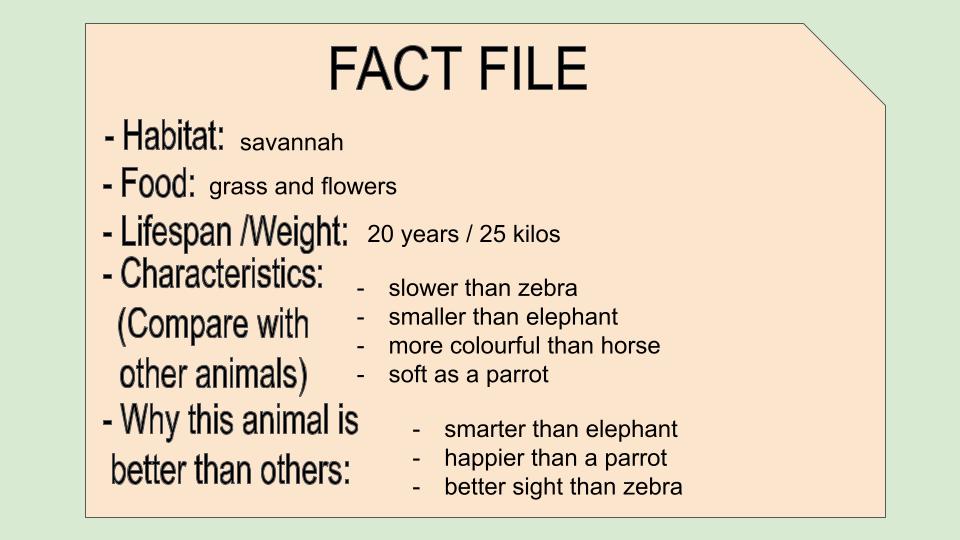 FACT FILE
- Habitat: savannah
- Food: grass and flowers
- Lifespan /Weight: 20 years / 25 kilos
- Characteristics:
(Compare with
other animals)
- slower than zebra
- smaller than elephant
- more colourful than horse
- soft as a parrot
- Why this animal is
better than others:
- smarter than elephant
- happier than a parrot
- better sight than zebra